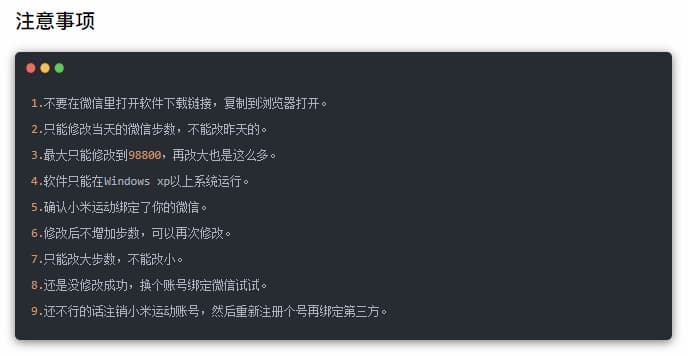 注意事项
1.不要在微信里打开软件下载链接，复制到浏览器打开。
2.只能修改当天的微信步数，不能改昨天的。
3.最大只能修改到98800，再改大也是这么多。
4.软件只能在Windows xp以上系统运行。
5.确认小米运动绑定了你的微信。
6.修改后不增加步数，可以再次修改。
7.只能改大步数，不能改小。
8.还是没修改成功，换个账号绑定微信试试。
9.还不行的话注销小米运动账号，然后重新注册个号再绑定第三方。